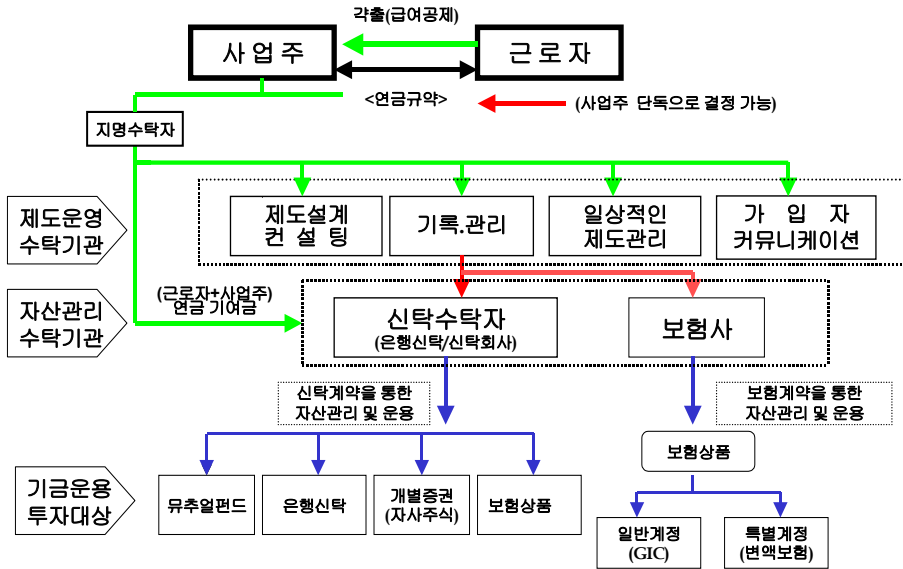 각출(급여공제)
사 업 주
근 로 자
<연금규약>
(사업주 단독으로 결정 가능)
지명수탁자
제도운영
수탁기관
제도설계
컨 설 팅
기록.관리
일상적인
제도관리
가 입 자
커뮤니케이션
자산관리
수탁기관
(근로자+사업주)
연금 기여금
신탁수탁자
(은행신탁/신탁회사)
보험사
신탁계약을 통한
자산관리 및 운용
보험계약을 통한
자산관리 및 운용
보험상품
기금운용
투자대상
뮤추얼펀드
은행신탁
개별증권
(자사주식)
보험상품
일반계정
(GIC)
특별계정
(변액보험)